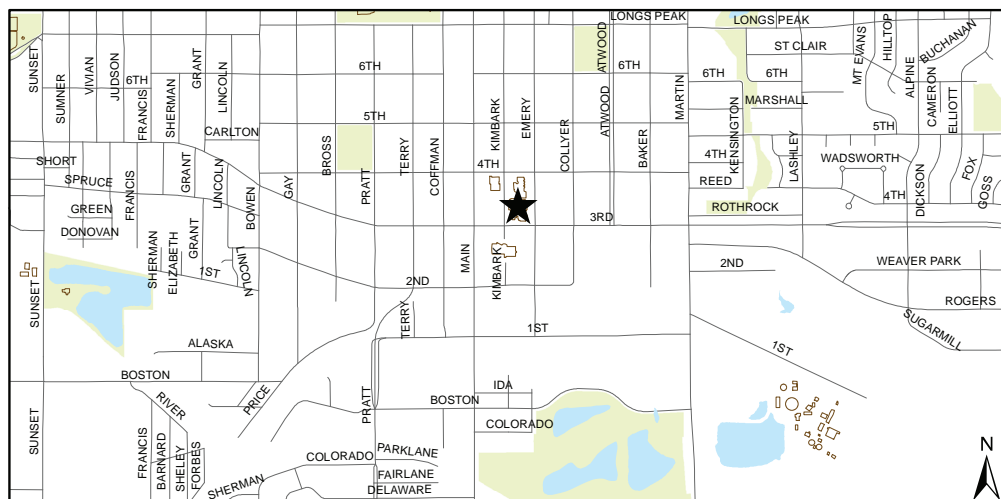 LONGS PEAK
LONGS PEAK
BUCHANAN
HILLTOP
MT EVANS
ST CLAIR
ATWOOD
SUNSET
SUMNER
VIVIAN
JUDSON
6TH
FRANCIS
SHERMAN
GRANT
LINCOLN
6TH
6TH
6TH
6TH
ALPINE
CAMERON
ELLIOTT
MARTIN
KENSINGTON
MARSHALL
LASHLEY
5TH
5TH
CARLTON
BROSS
TERRY
COFFMAN
KIMBARK
EMERY
COLLYER
ATWOOD
BAKER
4TH
4TH
WADSWORTH
SHORT
SPRUCE
GREEN
DONOVAN
FRANCIS
GRANT
LINCOLN
BOWEN
GAY
PRATT
REED
ROTHROCK
4TH
DICKSON
FOX
GOSS
3RD
SHERMAN
ELIZABETH
GRANT
1ST
LINCOLN
MAIN
KIMBARK
2ND
2ND
WEAVER PARK
ROGERS
SUGARMILL
SUNSET
TERRY
1ST
1ST
ALASKA
BOSTON
PRICE
RIVER
PRATT
IDA
BOSTON
COLORADO
SUNSET
FRANCIS
BARNARD
SHELEY
FORBES
SHERMAN
COLORADO
PARKLANE
FAIRLANE
DELAWARE
N